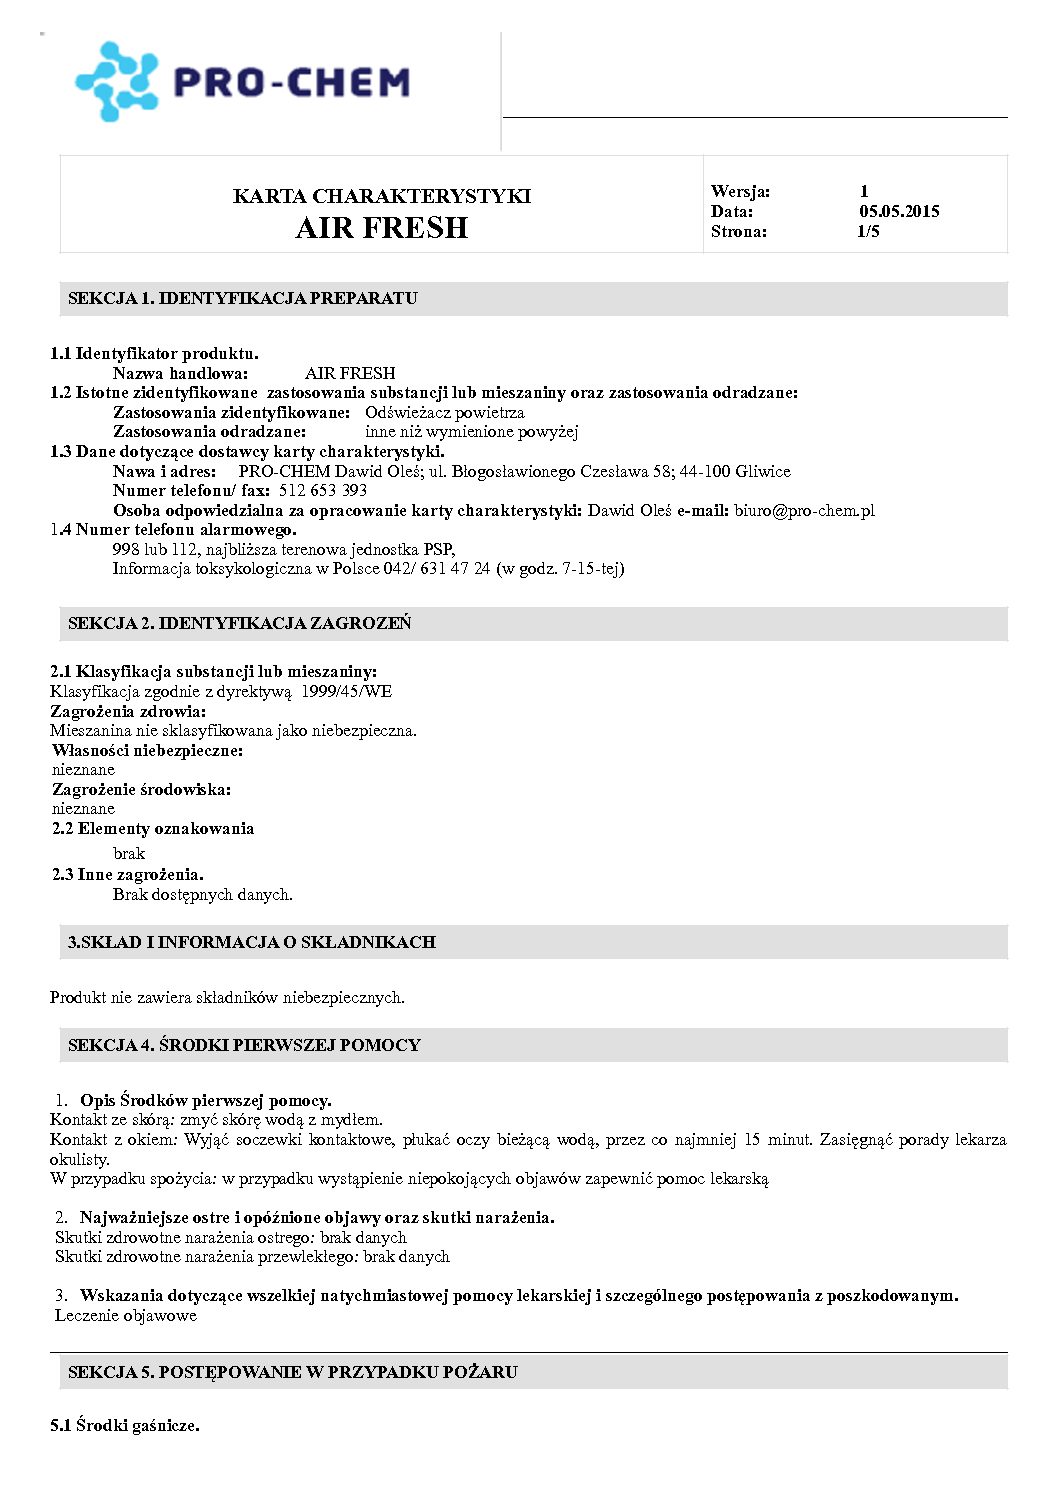 PRO-CHEM
KARTA CHARAKTERYSTYKI
AIR FRESH
Wersja: 1
Data: 05.05.2015
Strona: 1/5
SEKCJA 1. IDENTYFIKACJA PREPARATU
1.1 Identyfikator produktu.
Nazwa handlowa: AIR FRESH
1.2 Istotne zidentyfikowane zastosowania substancji lub mieszaniny oraz zastosowania odradzane:
Zastosowania zidentyfikowane: Odświeżacz powietrza
Zastosowania odradzane: inne niż wymienione powyżej
1.3 Dane dotyczące dostawcy karty charakterystyki.
Nawa i adres: PRO-CHEM Dawid Oleś; ul. Błogosławionego Czesława 58; 44-100 Gliwice
Numer telefonu/ fax: 512 653 393
Osoba odpowiedzialna za opracowanie karty charakterystyki: Dawid Oleś e-mail: biuro@pro-chem.pl
1.4 Numer telefonu alarmowego.
998 lub 112, najbliższa terenowa jednostka PSP,
Informacja toksykologiczna w Polsce 042/ 631 47 24 (w godz. 7-15-tej)
SEKCJA 2. IDENTYFIKACJA ZAGROZEŃ
2.1 Klasyfikacja substancji lub mieszaniny:
Klasyfikacja zgodnie z dyrektywą 1999/45/WE
Zagrożenia zdrowia:
Mieszanina nie sklasyfikowana jako niebezpieczna.
Własności niebezpieczne:
nieznane
Zagrożenie środowiska:
nieznane
2.2 Elementy oznakowania
brak
2.3 Inne zagrożenia.
Brak dostępnych danych.
3.SKŁAD I INFORMACJA O SKŁADNIKACH
Produkt nie zawiera składników niebezpiecznych.
SEKCJA 4. ŚRODKI PIERWSZEJ POMOCY
1. Opis Środków pierwszej pomocy.
Kontakt ze skórą: zmyć skórę wodą z mydłem.
Kontakt z okiem: Wyjąć soczewki kontaktowe, płukać oczy bieżącą wodą, przez co najmniej 15 minut. Zasięgnąć porady lekarza
okulisty.
W przypadku spożycia: w przypadku wystąpienie niepokojących objawów zapewnić pomoc lekarską
2. Najważniejsze ostre i opóźnione objawy oraz skutki narażenia.
Skutki zdrowotne narażenia ostrego: brak danych
Skutki zdrowotne narażenia przewlekłego: brak danych
3. Wskazania dotyczące wszelkiej natychmiastowej pomocy lekarskiej i szczególnego postępowania z poszkodowanym.
Leczenie objawowe
SEKCJA 5. POSTĘPOWANIE W PRZYPADKU POŻARU
5.1 Środki gaśnicze.